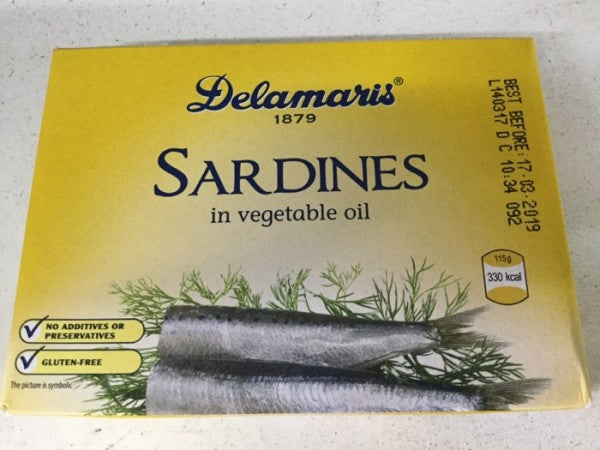 Delamaris®
1879
SARDINES
in vegetable oil
BEST BEFORE: 17.03.2019
L140317 D C 10:34 092
115g
330 kcal
NO ADDITIVES OR
PRESERVATIVES
GLUTEN-FREE
The picture is symbolic